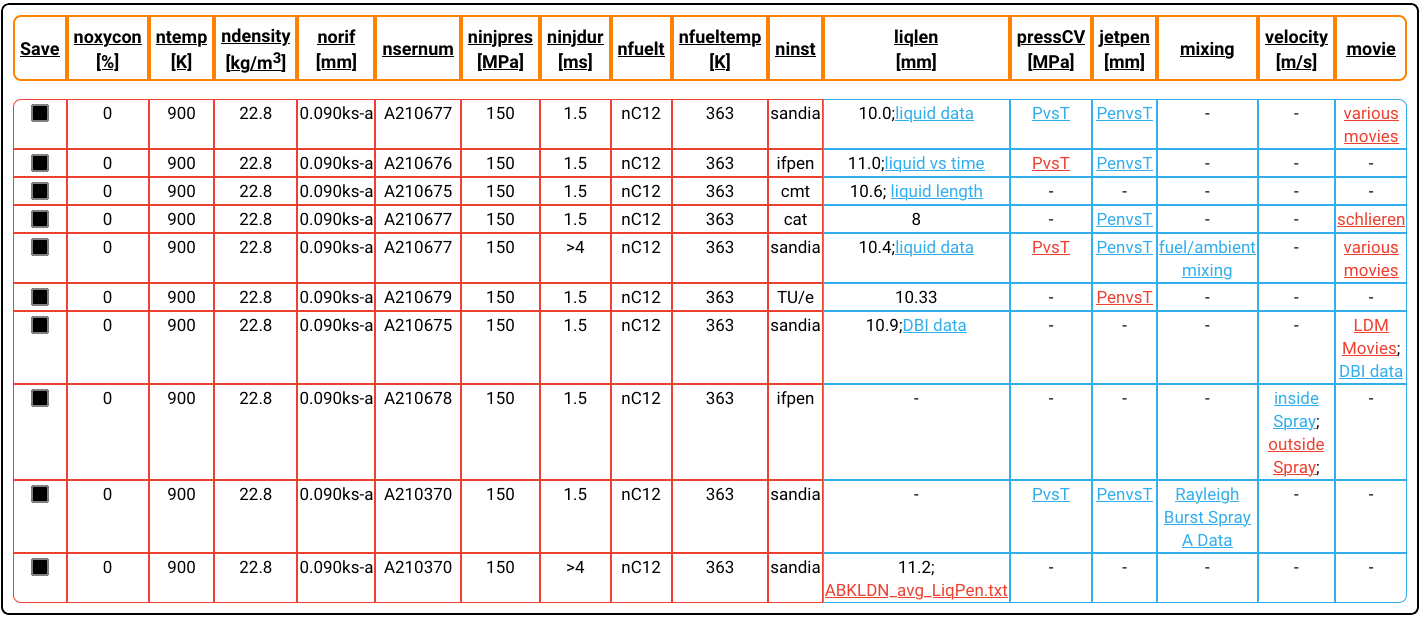 Save noxycon [%] ntemp [K] ndensity [kg/m3] norif [mm] nsernum ninjpres [MPa] ninjdur [ms] nfuelt nfueltemp [K] ninst liqlen [mm] pressCV [MPa] jetpen [mm] mixing velocity [m/s] movie
0 900 22.8 0.090ks-a A210677 150 1.5 nC12 363 sandia 10.0;liquid data PvsT PenvsT - - various
movies
0 900 22.8 0.090ks-a A210676 150 1.5 nC12 363 ifpen 11.0;liquid vs time PvsT PenvsT - - -
0 900 22.8 0.090ks-a A210675 150 1.5 nC12 363 cmt 10.6; liquid length - - - - -
0 900 22.8 0.090ks-a A210677 150 1.5 nC12 363 cat 8 - PenvsT - - schlieren
0 900 22.8 0.090ks-a A210677 150 >4 nC12 363 sandia 10.4;liquid data PvsT PenvsT fuel/ambient - various
mixing movies
0 900 22.8 0.090ks-a A210679 150 1.5 nC12 363 TU/e 10.33 - PenvsT - - -
0 900 22.8 0.090ks-a A210675 150 1.5 nC12 363 sandia 10.9;DBI data - - - - LDM
Movies;
DBI data
0 900 22.8 0.090ks-a A210678 150 1.5 nC12 363 ifpen - - - - inside -
Spray;
outside
Spray;
0 900 22.8 0.090ks-a A210370 150 1.5 nC12 363 sandia - PvsT PenvsT Rayleigh - -
Burst Spray
A Data
0 900 22.8 0.090ks-a A210370 150 >4 nC12 363 sandia 11.2; - - - - -
ABKLDN_avg_LiqPen.txt